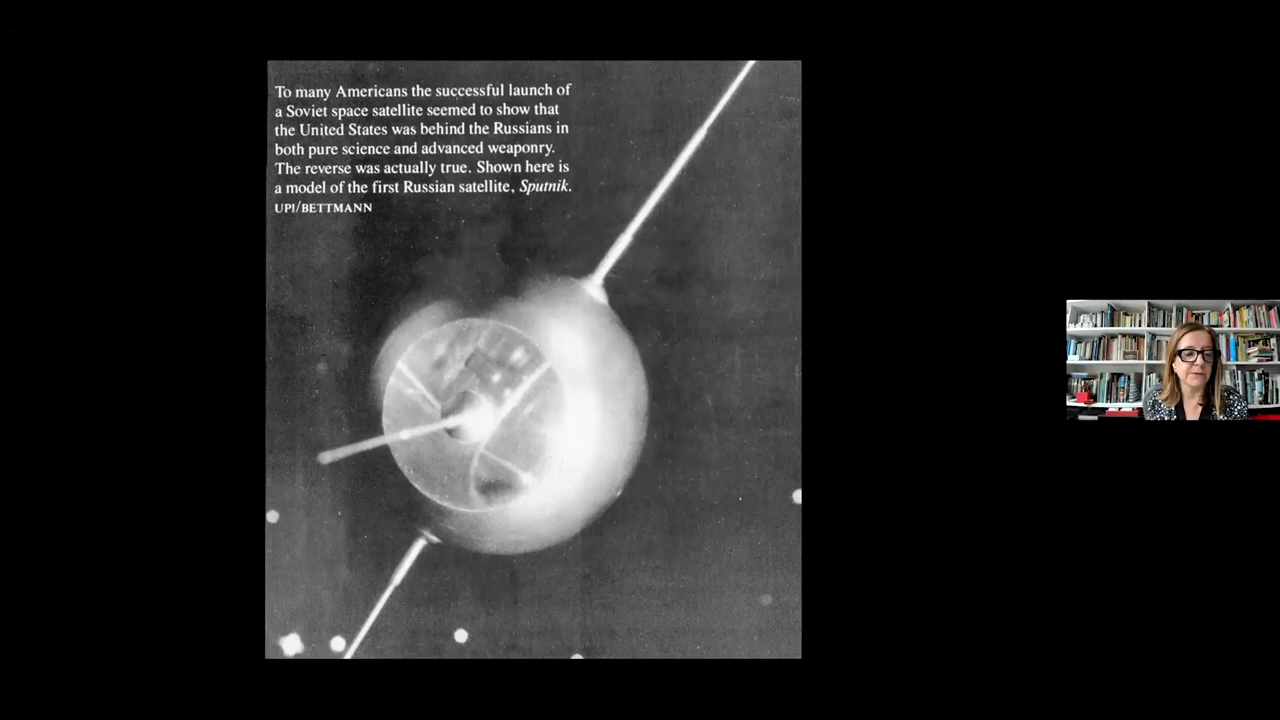 To many Americans the successful launch of
a Soviet space satellite seemed to show that
the United States was behind the Russians in
both pure science and advanced weaponry.
The reverse was actually true. Shown here is
a model of the first Russian satellite, Sputnik.
UPI/BETTMANN